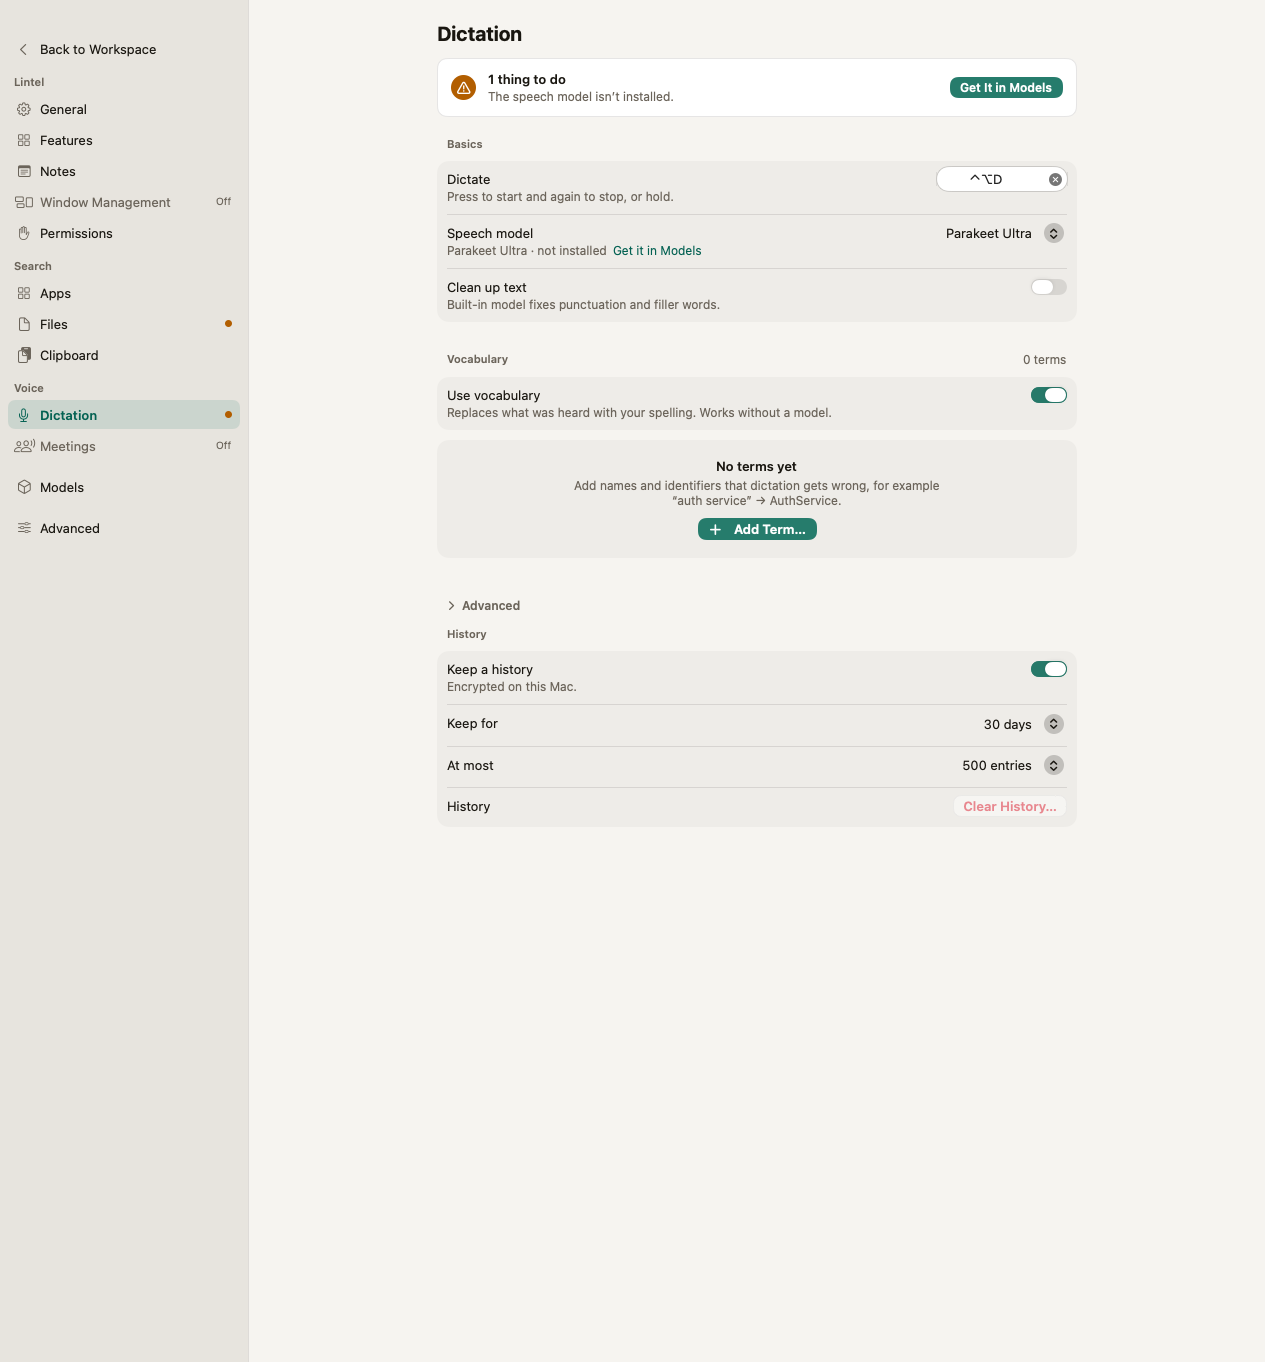 Back to Workspace
Lintel
General
Features
Notes
Window Management Off
Permissions
Search
Apps
Files
Clipboard
Voice
Dictation
Meetings Off
Models
Advanced
Dictation
1 thing to do
The speech model isn’t installed.
Get It in Models
Basics
Dictate ⌃⌥D
Press to start and again to stop, or hold.
Speech model Parakeet Ultra
Parakeet Ultra · not installed Get it in Models
Clean up text
Built-in model fixes punctuation and filler words.
Vocabulary 0 terms
Use vocabulary
Replaces what was heard with your spelling. Works without a model.
No terms yet
Add names and identifiers that dictation gets wrong, for example
“auth service” → AuthService.
+ Add Term...
Advanced
History
Keep a history
Encrypted on this Mac.
Keep for 30 days
At most 500 entries
History Clear History...